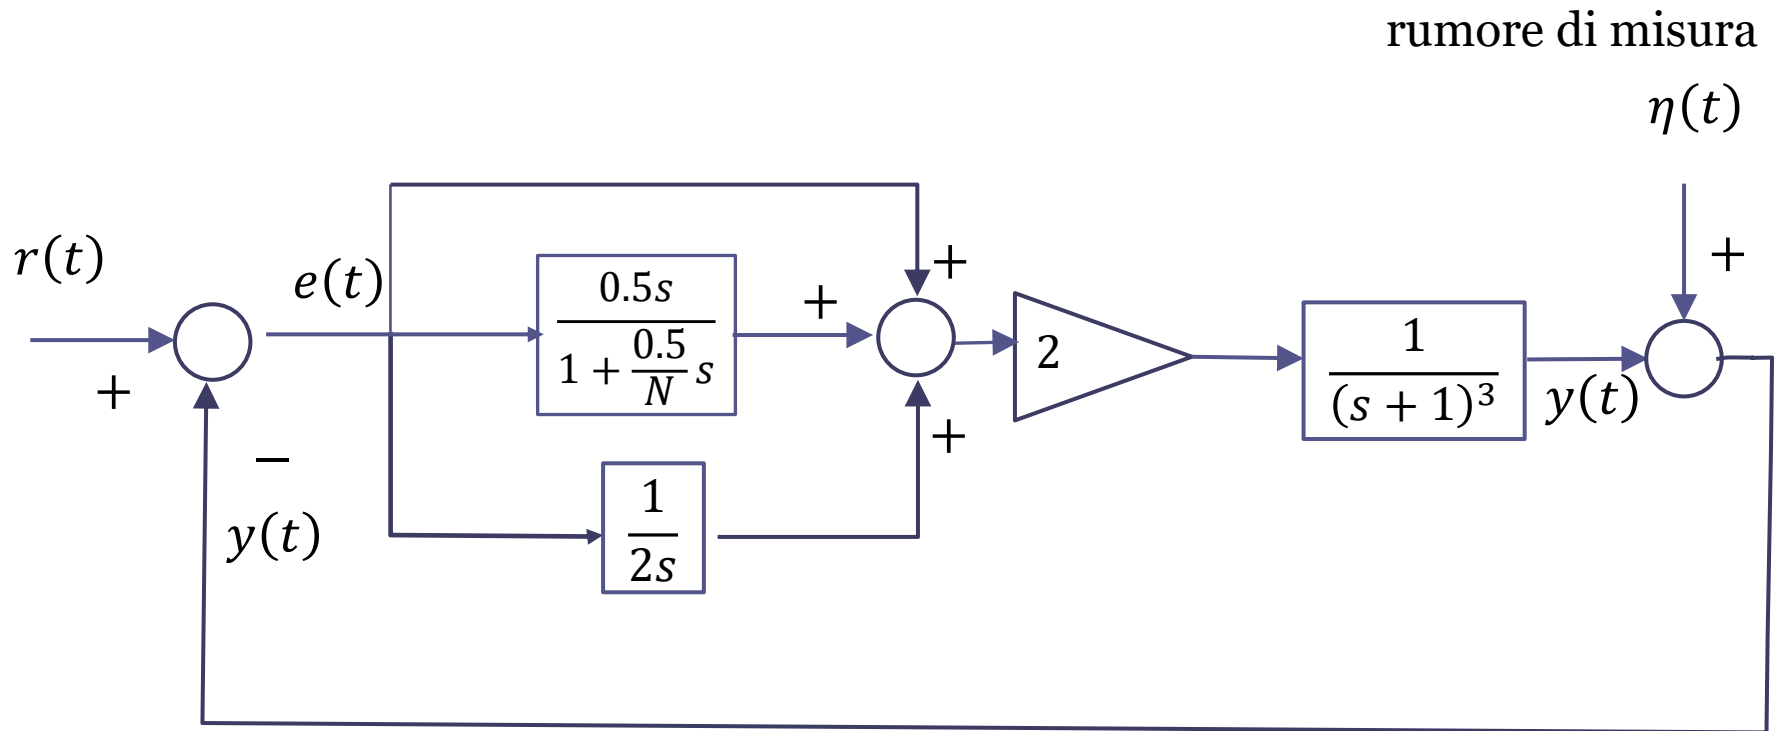 rumore di misura
η(t)
r(t)
e(t)
+
+
+
0.5s
1 + 0.5/N s
2
1
(s + 1)³
y(t)
+
+
−
y(t)
1
2s